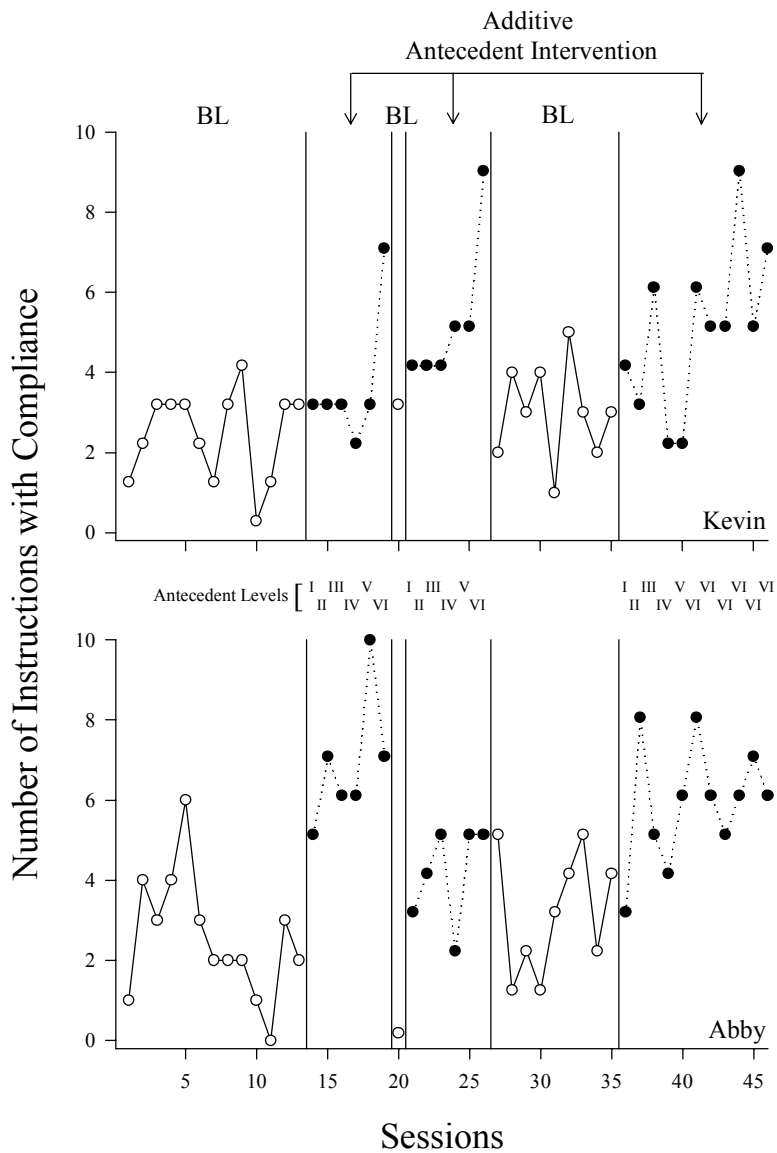 Additive
Antecedent Intervention
BL BL BL
10
8
6
4
2
0
Kevin
Number of Instructions with Compliance
Antecedent Levels [ I III V I III V I III V VI VI VI
II IV VI II IV VI II IV VI VI VI
10
8
6
4
2
0
Abby
5 10 15 20 25 30 35 40 45
Sessions